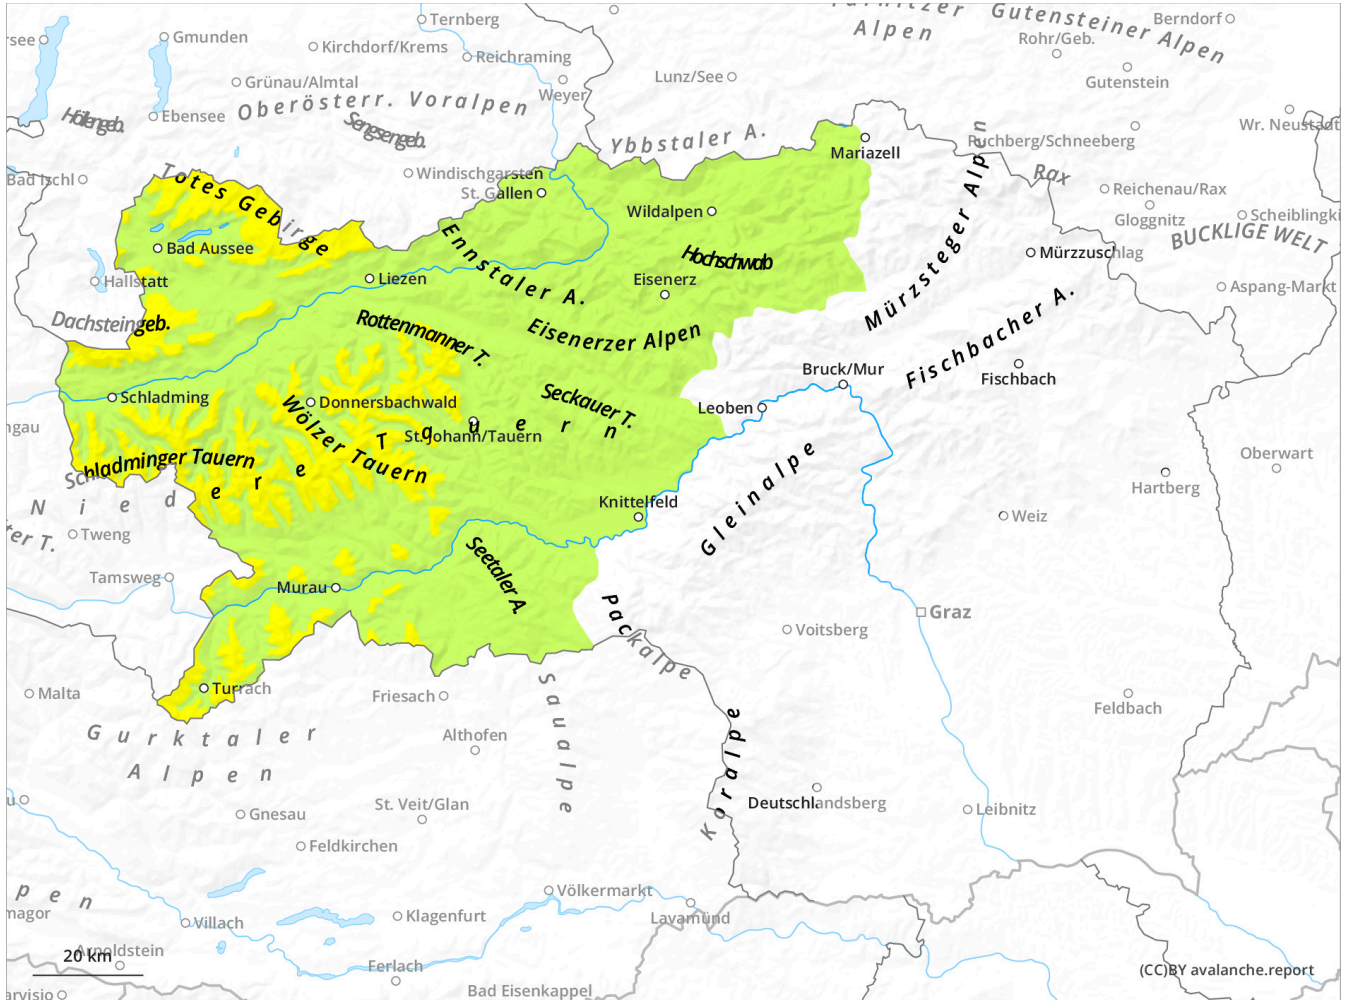 Ternberg
Gutensteiner Alpen
Berndorf
Alpen
Gmunden
Kirchdorf/Krems
Reichraming
Rohr/Geb.
Lunz/See
Gutenstein
Grünau/Almtal
Weyer
Oberösterr. Voralpen
Ebensee
Höllengeb.
Sengsengeb.
Ybbstaler A.
Wr. Neustadt
Mariazell
Puchberg/Schneeberg
Bad Ischl
Windischgarsten
St. Gallen
Rax
Reichenau/Rax
Totes Gebirge
Wildalpen
Gloggnitz
Scheiblingki
BUCKLIGE WELT
Bad Aussee
Ennstaler A.
Hochschwab
Mürzsteger Alpen
Mürzzuschlag
Hallstatt
Liezen
Eisenerz
Aspang-Markt
Dachsteingeb.
Rottenmanner T.
Eisenerzer Alpen
Fischbacher A.
Bruck/Mur
Fischbach
Schladming
Donnersbachwald
Seckauer T.
Leoben
ngau
St. Johann/Tauern
Wölzer Tauern
Schladminger Tauern
Niedere Tauern
Gleinalpe
Oberwart
Hartberg
Knittelfeld
Weiz
Tweng
ter T.
Seetaler A.
Tamsweg
Murau
Packalpe
Graz
Voitsberg
Malta
Turrach
Friesach
Saualpe
Feldbach
Gurktaler
Alpen
Althofen
Koralpe
Deutschlandsberg
Gnesau
St. Veit/Glan
Leibnitz
Feldkirchen
pen
Völkermarkt
magor
Villach
Klagenfurt
Lavamünd
Arnoldstein
20 km
Ferlach
(CC)BY avalanche.report
Bad Eisenkappel
arvisio